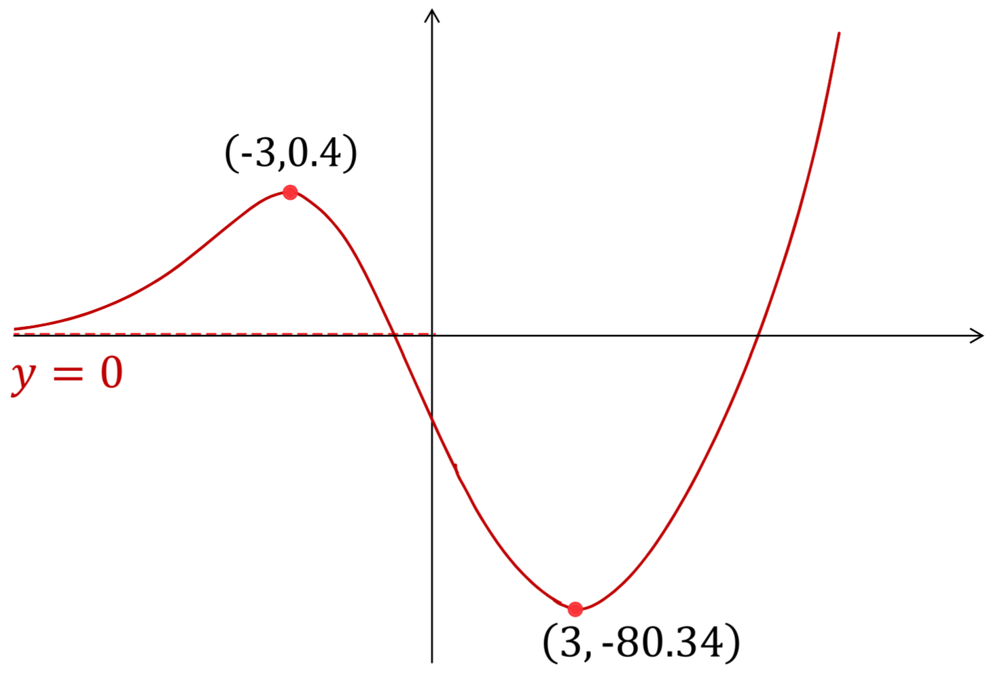 (-3,0.4)
y = 0
(3, -80.34)